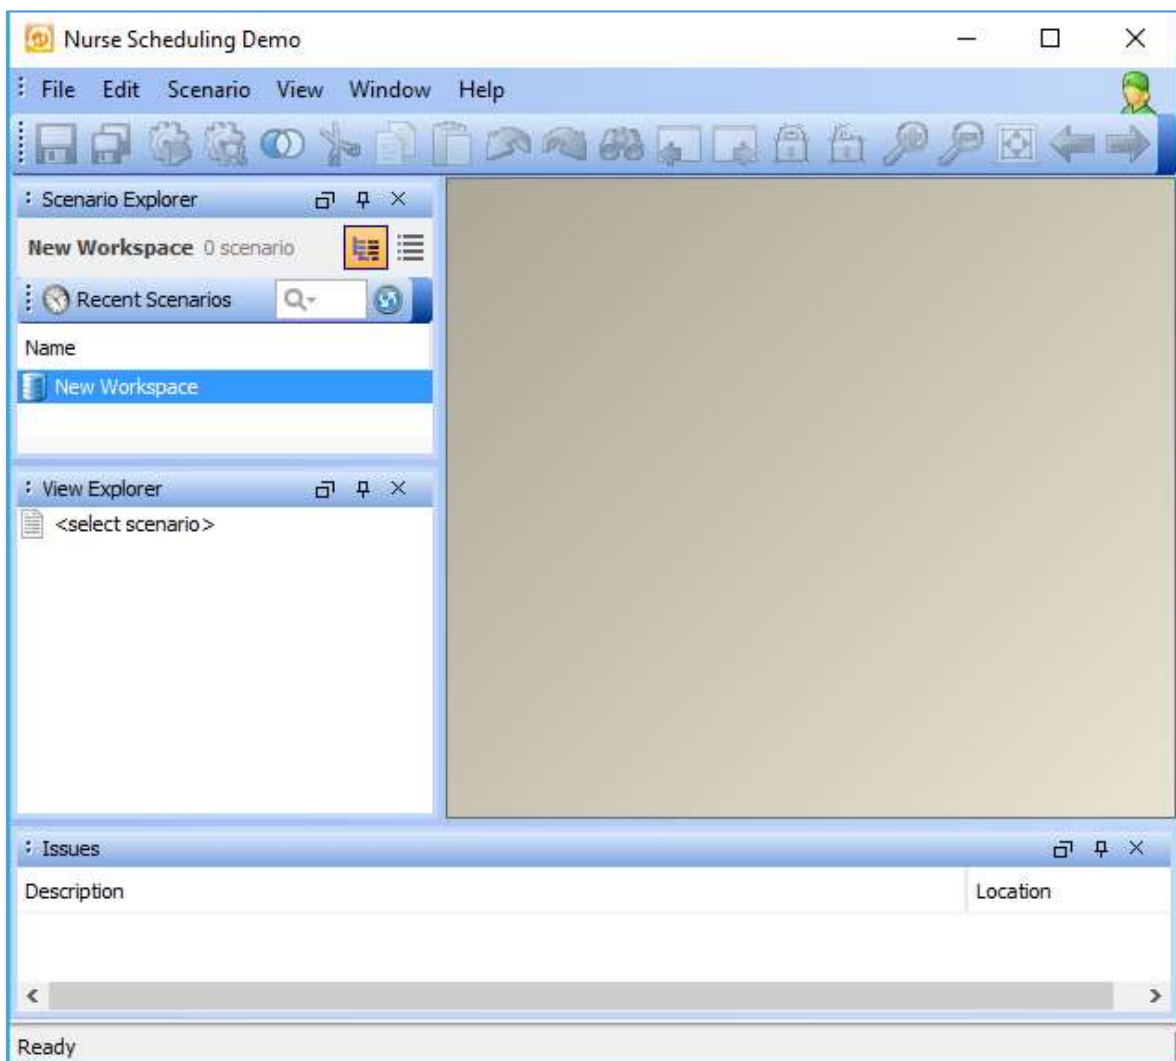 Nurse Scheduling Demo
File Edit Scenario View Window Help
Scenario Explorer
New Workspace 0 scenario
Recent Scenarios
Name
New Workspace
View Explorer
<select scenario>
Issues
Description Location
Ready